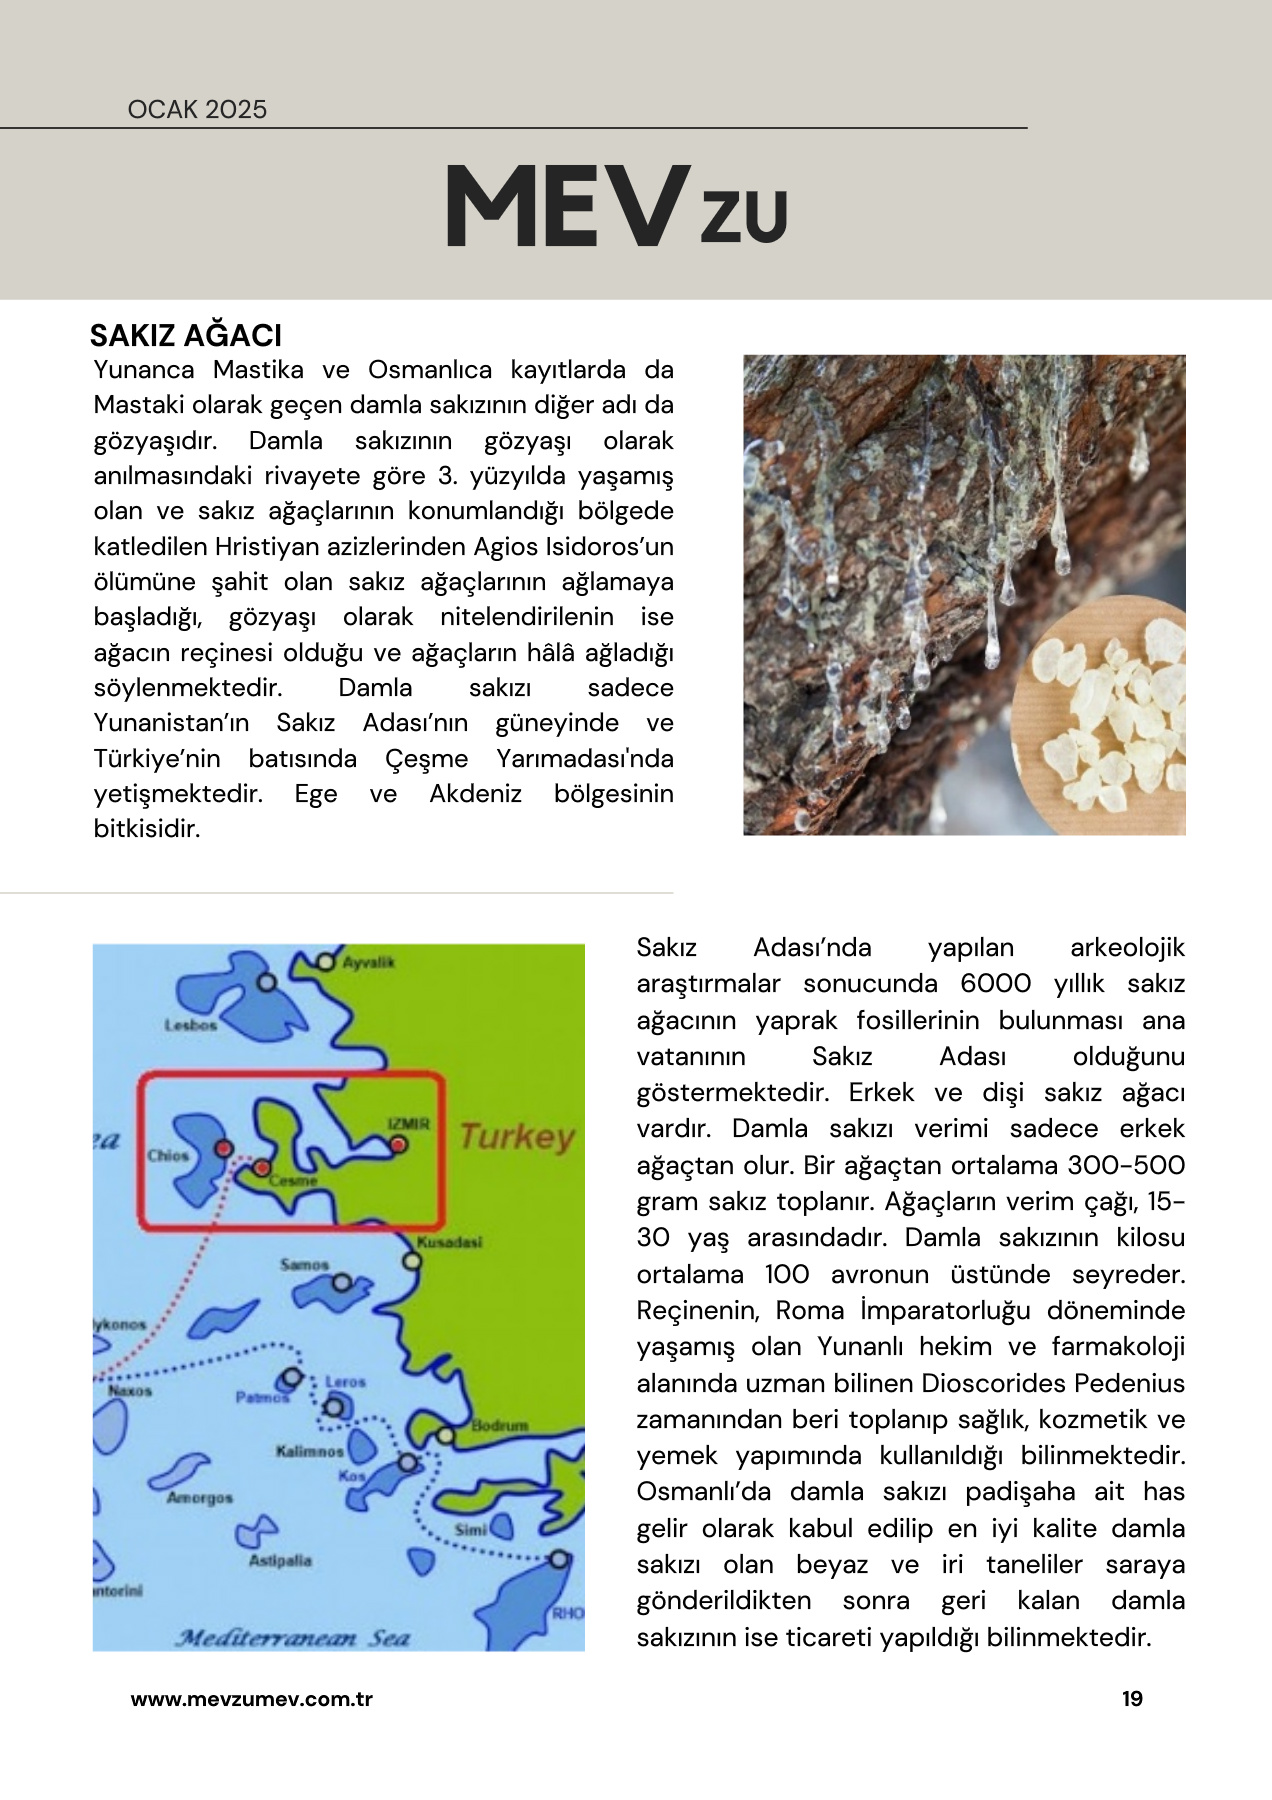 OCAK 2025
MEVzu
SAKIZ AĞACI
Yunanca Mastika ve Osmanlıca kayıtlarda da
Mastaki olarak geçen damla sakızının diğer adı da
gözyaşıdır. Damla sakızının gözyaşı olarak
anılmasındaki rivayete göre 3. yüzyılda yaşamış
olan ve sakız ağaçlarının konumlandığı bölgede
katledilen Hristiyan azizlerinden Agios Isidoros’un
ölümüne şahit olan sakız ağaçlarının ağlamaya
başladığı, gözyaşı olarak nitelendirilenin ise
ağacın reçinesi olduğu ve ağaçların hâlâ ağladığı
söylenmektedir. Damla sakızı sadece
Yunanistan’ın Sakız Adası’nın güneyinde ve
Türkiye’nin batısında Çeşme Yarımadası'nda
yetişmektedir. Ege ve Akdeniz bölgesinin
bitkisidir.
Ayvalik
Lesbos
IZMIR
ea
Turkey
Chios
Cesme
Kusadasi
Samos
ykonos
Naxos
Leros
Patmos
Bodrum
Kalimnos
Kos
Amorgos
Simi
Astipalia
antorini
RHO
Mediterranean Sea
Sakız Adası’nda yapılan arkeolojik
araştırmalar sonucunda 6000 yıllık sakız
ağacının yaprak fosillerinin bulunması ana
vatanının Sakız Adası olduğunu
göstermektedir. Erkek ve dişi sakız ağacı
vardır. Damla sakızı verimi sadece erkek
ağaçtan olur. Bir ağaçtan ortalama 300-500
gram sakız toplanır. Ağaçların verim çağı, 15-
30 yaş arasındadır. Damla sakızının kilosu
ortalama 100 avronun üstünde seyreder.
Reçinenin, Roma İmparatorluğu döneminde
yaşamış olan Yunanlı hekim ve farmakoloji
alanında uzman bilinen Dioscorides Pedenius
zamanından beri toplanıp sağlık, kozmetik ve
yemek yapımında kullanıldığı bilinmektedir.
Osmanlı’da damla sakızı padişaha ait has
gelir olarak kabul edilip en iyi kalite damla
sakızı olan beyaz ve iri taneliler saraya
gönderildikten sonra geri kalan damla
sakızının ise ticareti yapıldığı bilinmektedir.
www.mevzumev.com.tr
19